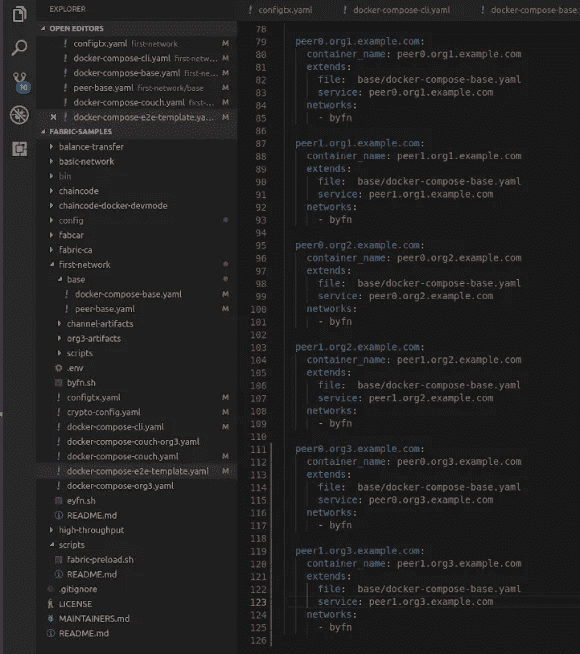 EXPLORER
OPEN EDITORS
! configtx.yaml first-network M
! docker-compose-cli.yaml first-netw... M
! docker-compose-base.yaml first-ne... M
! peer-base.yaml first-network/base M
! docker-compose-couch.yaml first-... M
✕ ! docker-compose-e2e-template.ya... M
FABRIC-SAMPLES
balance-transfer
basic-network
bin
chaincode
chaincode-docker-devmode
config
fabcar
fabric-ca
first-network
base
! docker-compose-base.yaml M
! peer-base.yaml M
channel-artifacts
org3-artifacts
scripts
.env
byfn.sh
! configtx.yaml M
! crypto-config.yaml M
! docker-compose-cli.yaml M
! docker-compose-couch-org3.yaml
! docker-compose-couch.yaml M
! docker-compose-e2e-template.yaml M
! docker-compose-org3.yaml
eyfn.sh
README.md
high-throughput
scripts
fabric-preload.sh
README.md
.gitignore
LICENSE
MAINTAINERS.md
README.md
! configtx.yaml ! docker-compose-cli.yaml ! docker-compose-base
78
79 peer0.org1.example.com:
80 container_name: peer0.org1.example.com
81 extends:
82 file: base/docker-compose-base.yaml
83 service: peer0.org1.example.com
84 networks:
85 - byfn
86
87 peer1.org1.example.com:
88 container_name: peer1.org1.example.com
89 extends:
90 file: base/docker-compose-base.yaml
91 service: peer1.org1.example.com
92 networks:
93 - byfn
94
95 peer0.org2.example.com:
96 container_name: peer0.org2.example.com
97 extends:
98 file: base/docker-compose-base.yaml
99 service: peer0.org2.example.com
100 networks:
101 - byfn
102
103 peer1.org2.example.com:
104 container_name: peer1.org2.example.com
105 extends:
106 file: base/docker-compose-base.yaml
107 service: peer1.org2.example.com
108 networks:
109 - byfn
110
111 peer0.org3.example.com:
112 container_name: peer0.org3.example.com
113 extends:
114 file: base/docker-compose-base.yaml
115 service: peer0.org3.example.com
116 networks:
117 - byfn
118
119 peer1.org3.example.com:
120 container_name: peer1.org3.example.com
121 extends:
122 file: base/docker-compose-base.yaml
123 service: peer1.org3.example.com
124 networks:
125 - byfn
126